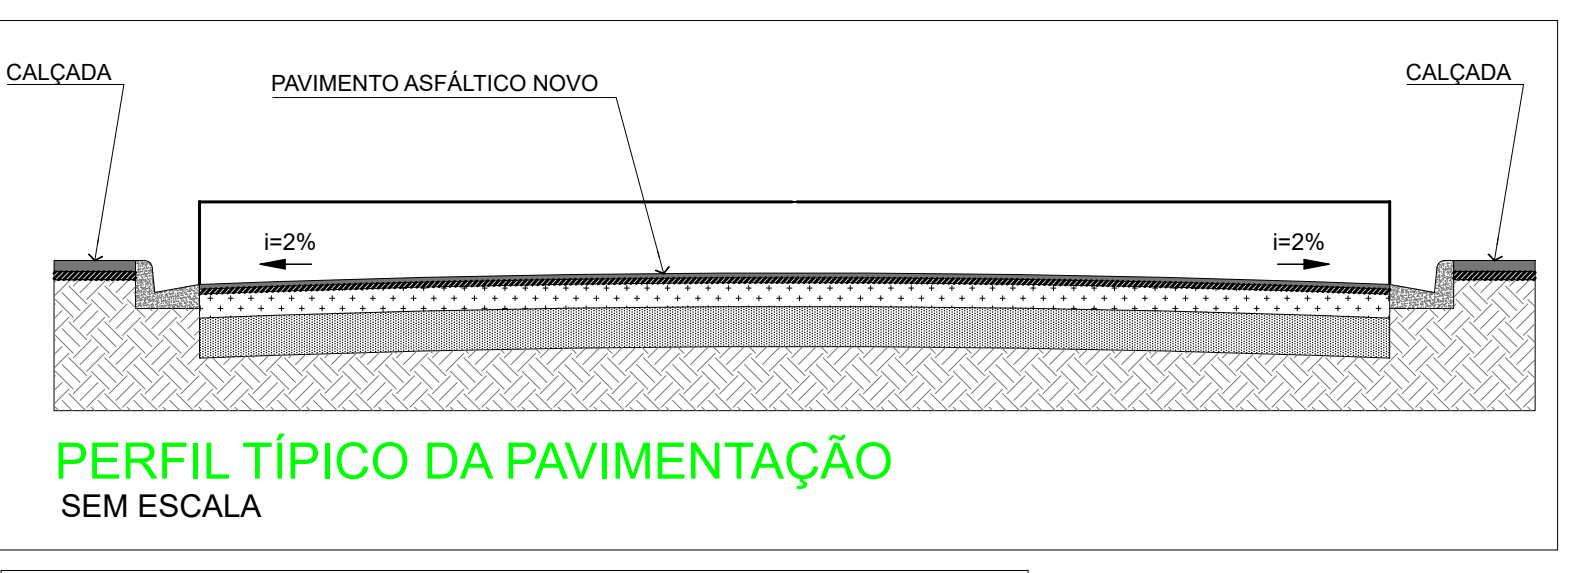 CALÇADA
PAVIMENTO ASFÁLTICO NOVO
CALÇADA
i=2%
i=2%
PERFIL TÍPICO DA PAVIMENTAÇÃO
SEM ESCALA